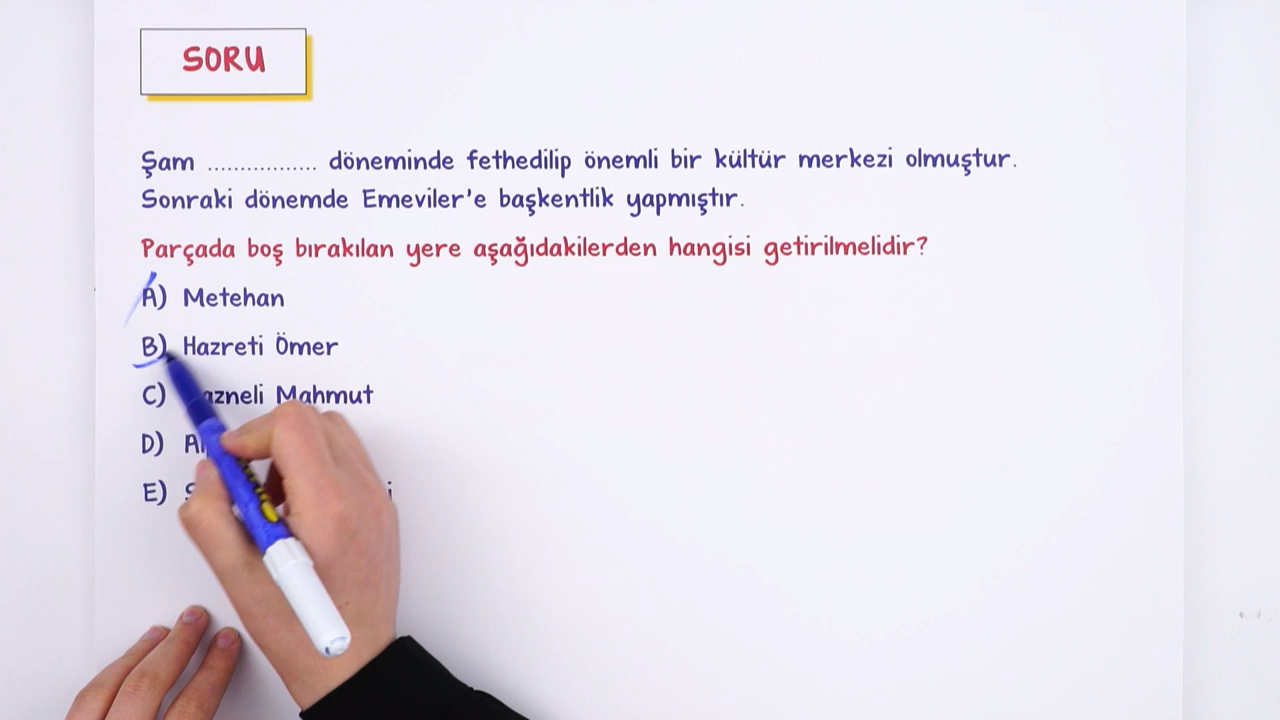 SORU
Şam ................. döneminde fethedilip önemli bir kültür merkezi olmuştur.
Sonraki dönemde Emeviler'e başkentlik yapmıştır.
Parçada boş bırakılan yere aşağıdakilerden hangisi getirilmelidir?
A) Metehan
B) Hazreti Ömer
C) Mahmut
D)
E)